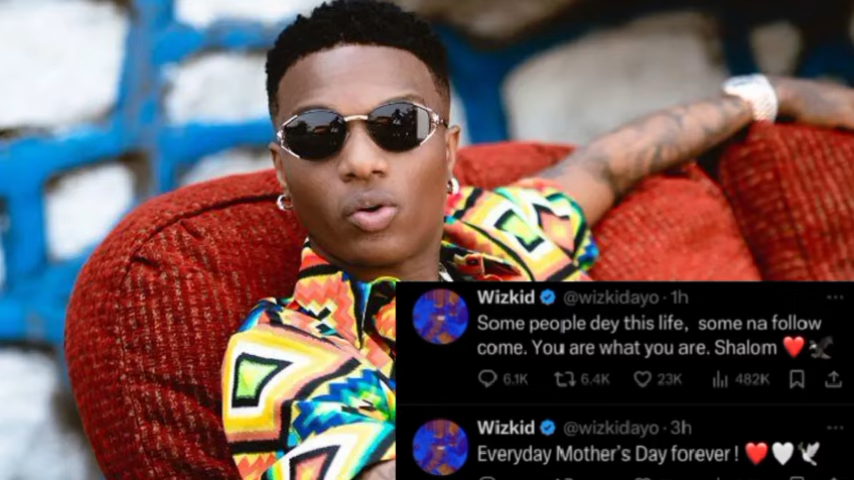 Wizkid @wizkidayo · 1h
Some people dey this life, some na follow
come. You are what you are. Shalom ❤️🕊️
6.1K 6.4K 23K 482K
Wizkid @wizkidayo · 3h
Everyday Mother's Day forever ! ❤️🤍🕊️